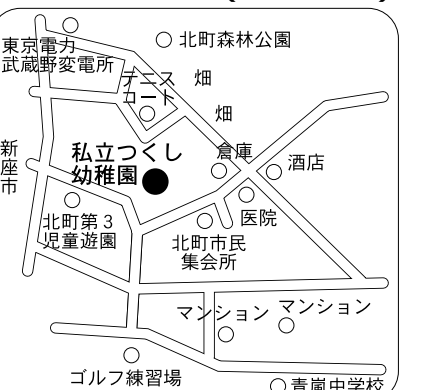 東京電力
武蔵野変電所
北町森林公園
テニス
コート
畑
畑
新
座
市
私立つくし
幼稚園
倉庫
酒店
医院
北町第３
児童遊園
北町市民
集会所
マンション
マンション
ゴルフ練習場
青嵐中学校